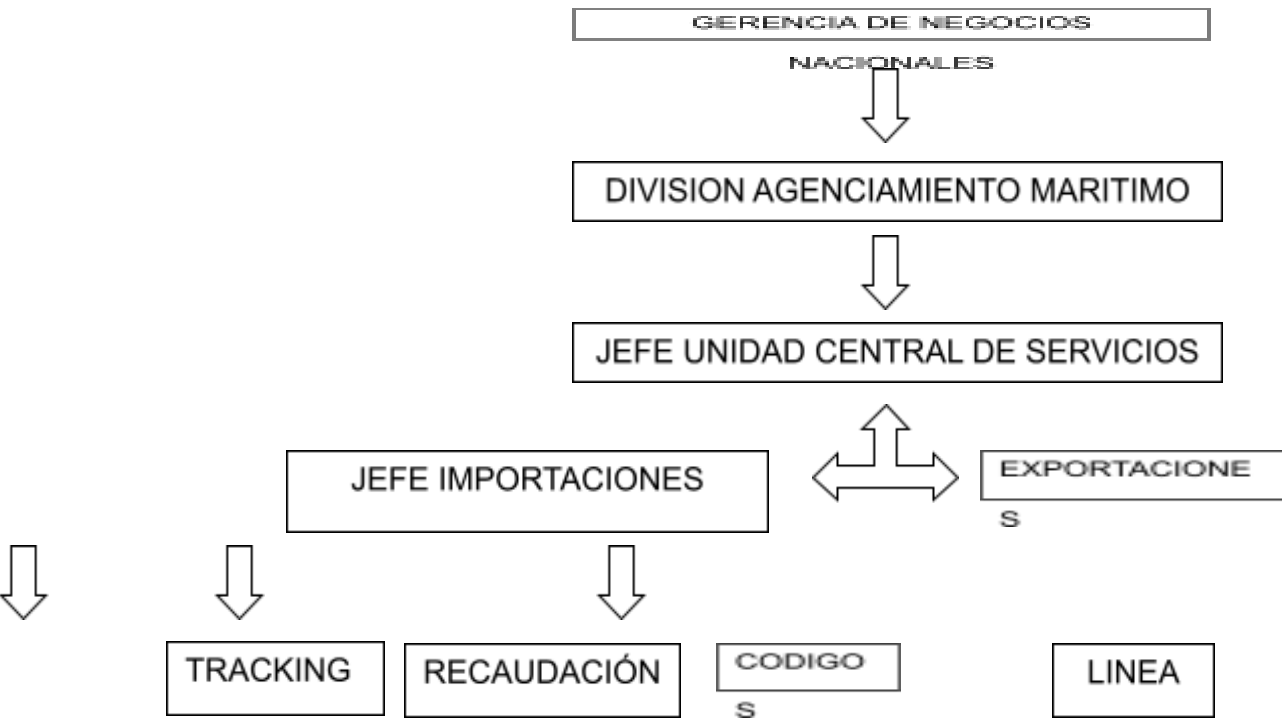 GERENCIA DE NEGOCIOS
NACIONALES
DIVISION AGENCIAMIENTO MARITIMO
JEFE UNIDAD CENTRAL DE SERVICIOS
JEFE IMPORTACIONES
EXPORTACIONE
S
TRACKING
RECAUDACIÓN
CODIGO
S
LINEA